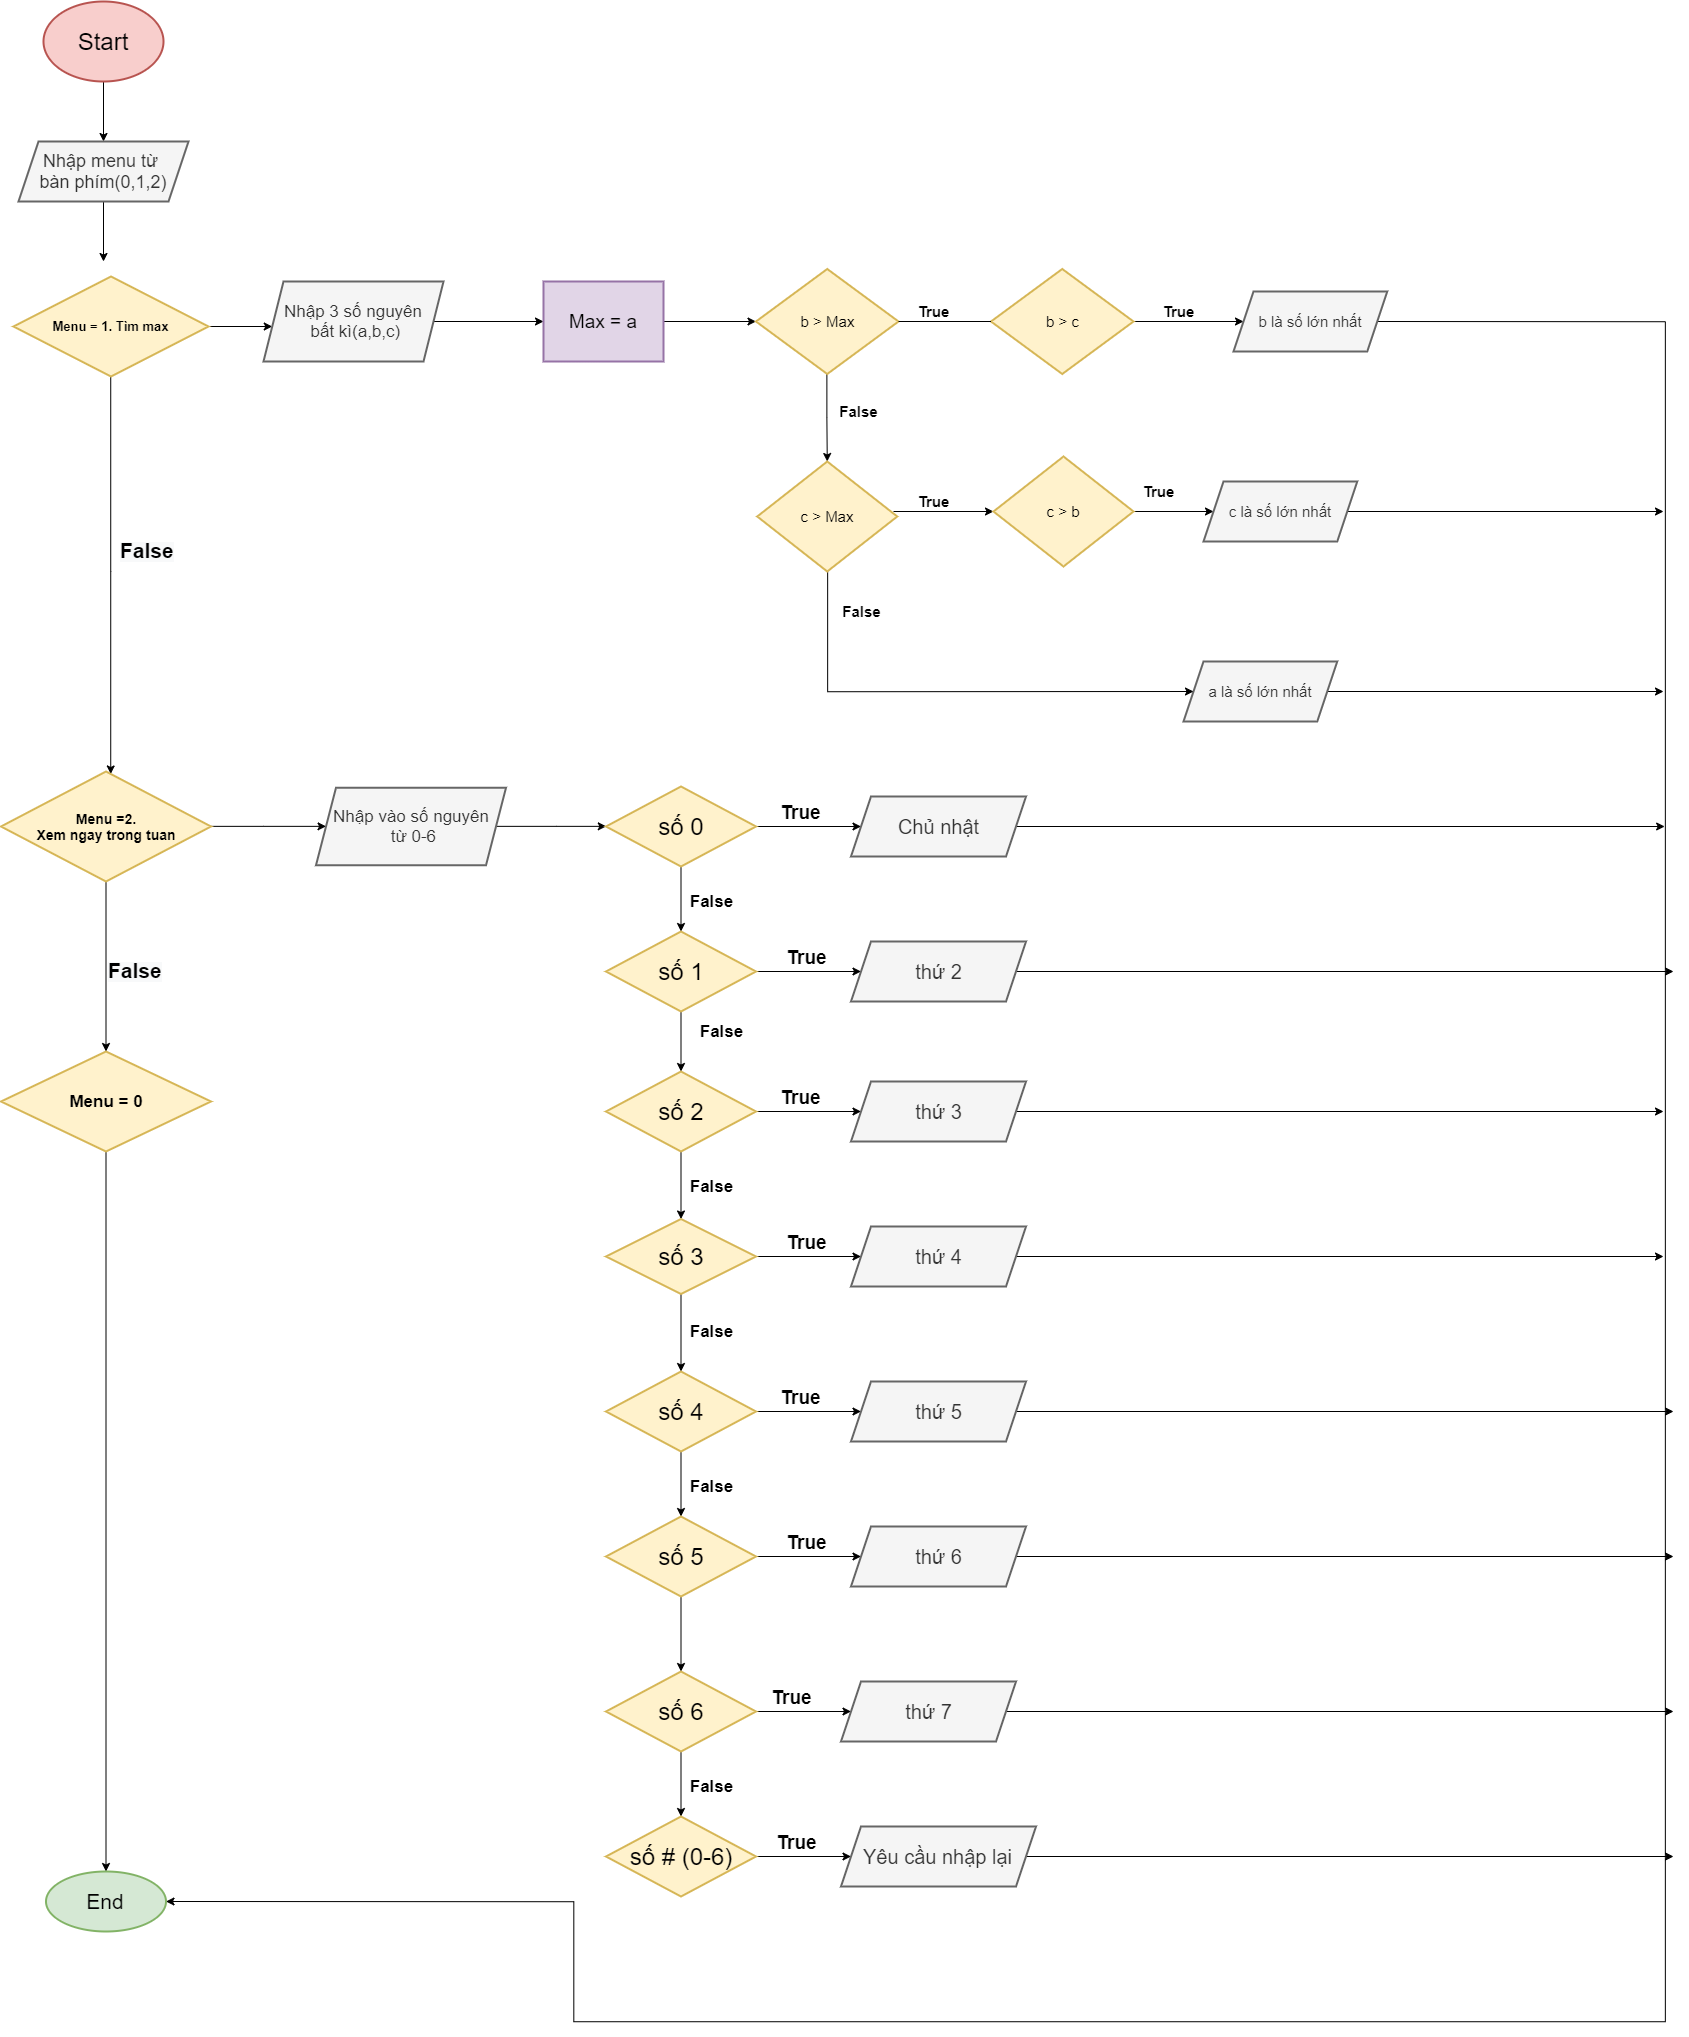 Start
Nhập menu từ
bàn phím(0,1,2)
Menu = 1. Tim max
Nhập 3 số nguyên
bất kì(a,b,c)
Max = a
b > Max
True
b > c
True
b là số lớn nhất
False
c > Max
True
c > b
True
c là số lớn nhất
False
False
a là số lớn nhất
Menu =2.
Xem ngay trong tuan
Nhập vào số nguyên
từ 0-6
số 0
True
Chủ nhật
False
số 1
True
thứ 2
False
False
Menu = 0
số 2
True
thứ 3
False
số 3
True
thứ 4
False
số 4
True
thứ 5
False
số 5
True
thứ 6
số 6
True
thứ 7
False
số # (0-6)
True
Yêu cầu nhập lại
End